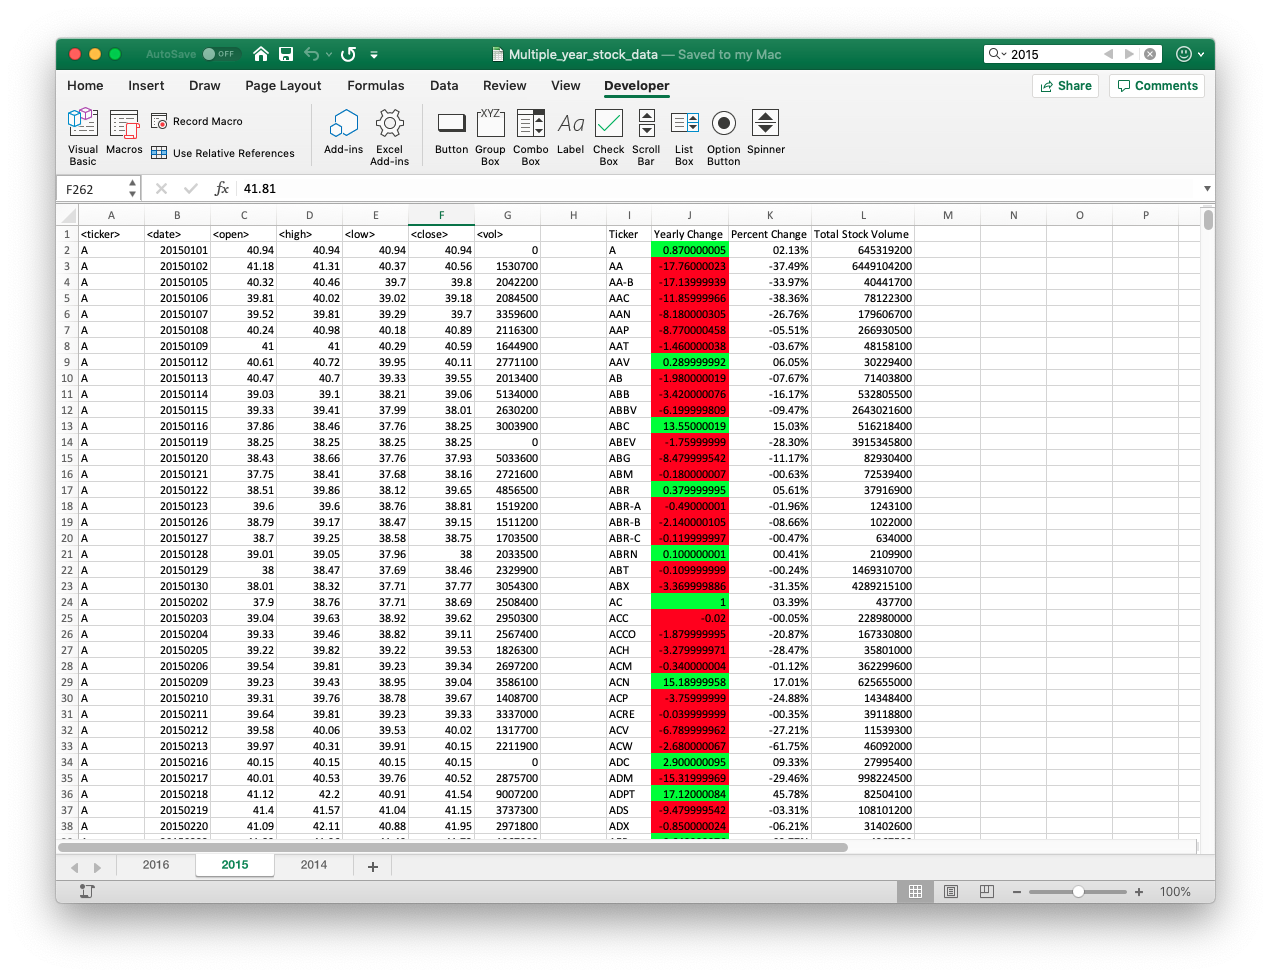 AutoSave OFF Multiple_year_stock_data — Saved to my Mac 2015
Home Insert Draw Page Layout Formulas Data Review View Developer Share Comments
Visual Basic Macros Record Macro Use Relative References Add-ins Excel Add-ins Button Group Box Combo Box Label Check Box Scroll Bar List Box Option Button Spinner
XYZ Aa
F262 fx 41.81
A B C D E F G H I J K L M N O P
1 <ticker> <date> <open> <high> <low> <close> <vol> Ticker Yearly Change Percent Change Total Stock Volume
2 A 20150101 40.94 40.94 40.94 40.94 0 A 0.870000005 02.13% 645319200
3 A 20150102 41.18 41.31 40.37 40.56 1530700 AA -17.76000023 -37.49% 6449104200
4 A 20150105 40.32 40.46 39.7 39.8 2042200 AA-B -17.13999939 -33.97% 40441700
5 A 20150106 39.81 40.02 39.02 39.18 2084500 AAC -11.85999966 -38.36% 78122300
6 A 20150107 39.52 39.81 39.29 39.7 3359600 AAN -8.180000305 -26.76% 179606700
7 A 20150108 40.24 40.98 40.18 40.89 2116300 AAP -8.770000458 -05.51% 266930500
8 A 20150109 41 41 40.29 40.59 1644900 AAT -1.460000038 -03.67% 48158100
9 A 20150112 40.61 40.72 39.95 40.11 2771100 AAV 0.289999992 06.05% 30229400
10 A 20150113 40.47 40.7 39.33 39.55 2013400 AB -1.980000019 -07.67% 71403800
11 A 20150114 39.03 39.1 38.21 39.06 5134000 ABB -3.420000076 -16.17% 532805500
12 A 20150115 39.33 39.41 37.99 38.01 2630200 ABBV -6.199999809 -09.47% 2643021600
13 A 20150116 37.86 38.46 37.76 38.25 3003900 ABC 13.55000019 15.03% 516218400
14 A 20150119 38.25 38.25 38.25 38.25 0 ABEV -1.75999999 -28.30% 3915345800
15 A 20150120 38.43 38.66 37.76 37.93 5033600 ABG -8.479999542 -11.17% 82930400
16 A 20150121 37.75 38.41 37.68 38.16 2721600 ABM -0.180000007 -00.63% 72539400
17 A 20150122 38.51 39.86 38.12 39.65 4856500 ABR 0.379999995 05.61% 37916900
18 A 20150123 39.6 39.6 38.76 38.81 1519200 ABR-A -0.49000001 -01.96% 1243100
19 A 20150126 38.79 39.17 38.47 39.15 1511200 ABR-B -2.140000105 -08.66% 1022000
20 A 20150127 38.7 39.25 38.58 38.75 1703500 ABR-C -0.119999997 -00.47% 634000
21 A 20150128 39.01 39.05 37.96 38 2033500 ABRN 0.100000001 00.41% 2109900
22 A 20150129 38 38.47 37.69 38.46 2329900 ABT -0.109999999 -00.24% 1469310700
23 A 20150130 38.01 38.32 37.71 37.77 3054300 ABX -3.369999886 -31.35% 4289215100
24 A 20150202 37.9 38.76 37.71 38.69 2508400 AC 1 03.39% 437700
25 A 20150203 39.04 39.63 38.92 39.62 2950300 ACC -0.02 -00.05% 228980000
26 A 20150204 39.33 39.46 38.82 39.11 2567400 ACCO -1.879999995 -20.87% 167330800
27 A 20150205 39.22 39.82 39.22 39.53 1826300 ACH -3.279999971 -28.47% 35801000
28 A 20150206 39.54 39.81 39.23 39.34 2697200 ACM -0.340000004 -01.12% 362299600
29 A 20150209 39.23 39.43 38.95 39.04 3586100 ACN 15.18999958 17.01% 625655000
30 A 20150210 39.31 39.76 38.78 39.67 1408700 ACP -3.75999999 -24.88% 14348400
31 A 20150211 39.64 39.81 39.23 39.33 3337000 ACRE -0.039999999 -00.35% 39118800
32 A 20150212 39.58 40.06 39.53 40.02 1317700 ACV -6.789999962 -27.21% 11539300
33 A 20150213 39.97 40.31 39.91 40.15 2211900 ACW -2.680000067 -61.75% 46092000
34 A 20150216 40.15 40.15 40.15 40.15 0 ADC 2.900000095 09.33% 27995400
35 A 20150217 40.01 40.53 39.76 40.52 2875700 ADM -15.31999969 -29.46% 998224500
36 A 20150218 41.12 42.2 40.91 41.54 9007200 ADPT 17.12000084 45.78% 82504100
37 A 20150219 41.4 41.57 41.04 41.15 3737300 ADS -9.479999542 -03.31% 108101200
38 A 20150220 41.09 42.11 40.88 41.95 2971800 ADX -0.850000024 -06.21% 31402600
2016 2015 2014 +
100%